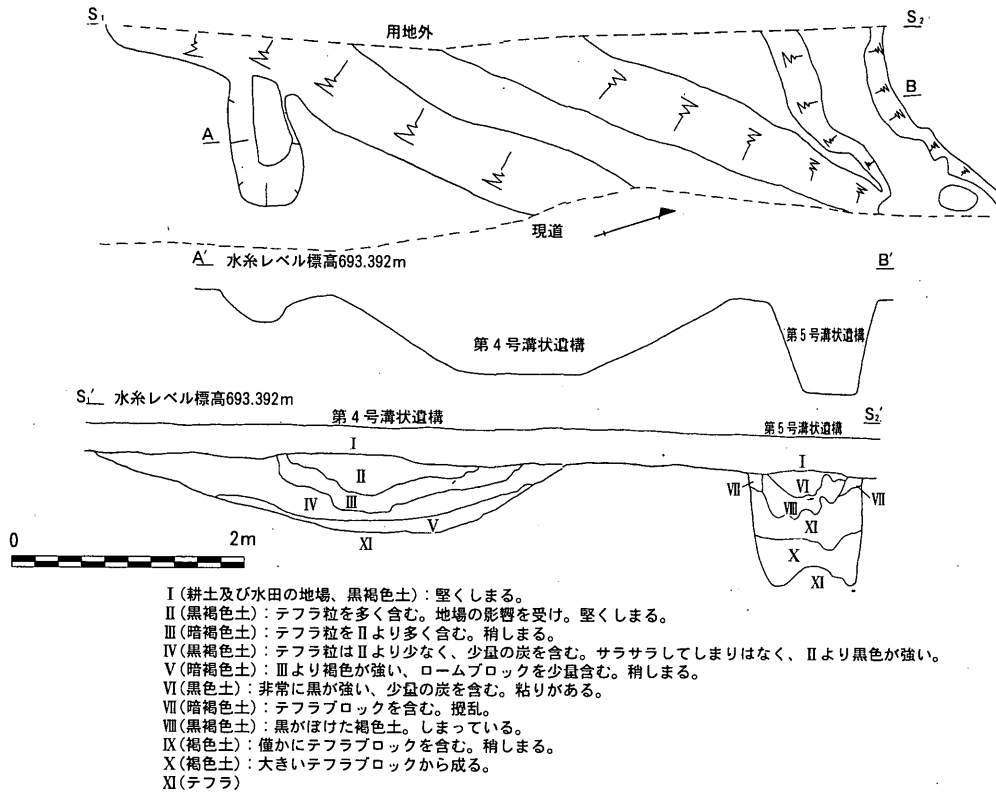 S₁
用地外
S₂
B
A
現道
A′
水糸レベル標高693.392m
B′
第4号溝状遺構
第5号溝状遺構
S₁′
水糸レベル標高693.392m
第4号溝状遺構
第5号溝状遺構
S₂′
I
I
II
VI
VII
VII
IV
III
VIII
V
XI
XI
X
XI
0
2m
I(耕土及び水田の地場、黒褐色土):堅くしまる。
II(黒褐色土):テフラ粒を多く含む。地場の影響を受け。堅くしまる。
III(暗褐色土):テフラ粒をIIより多く含む。稍しまる。
IV(黒褐色土):テフラ粒はIIより少なく、少量の炭を含む。サラサラしてしまりはなく、IIより黒色が強い。
V(暗褐色土):IIIより褐色が強い、ロームブロックを少量含む。稍しまる。
VI(黒色土):非常に黒が強い、少量の炭を含む。粘りがある。
VII(暗褐色土):テフラブロックを含む。攪乱。
VIII(黒褐色土):黒がぼけた褐色土。しまっている。
IX(褐色土):僅かにテフラブロックを含む。稍しまる。
X(褐色土):大きいテフラブロックから成る。
XI(テフラ)